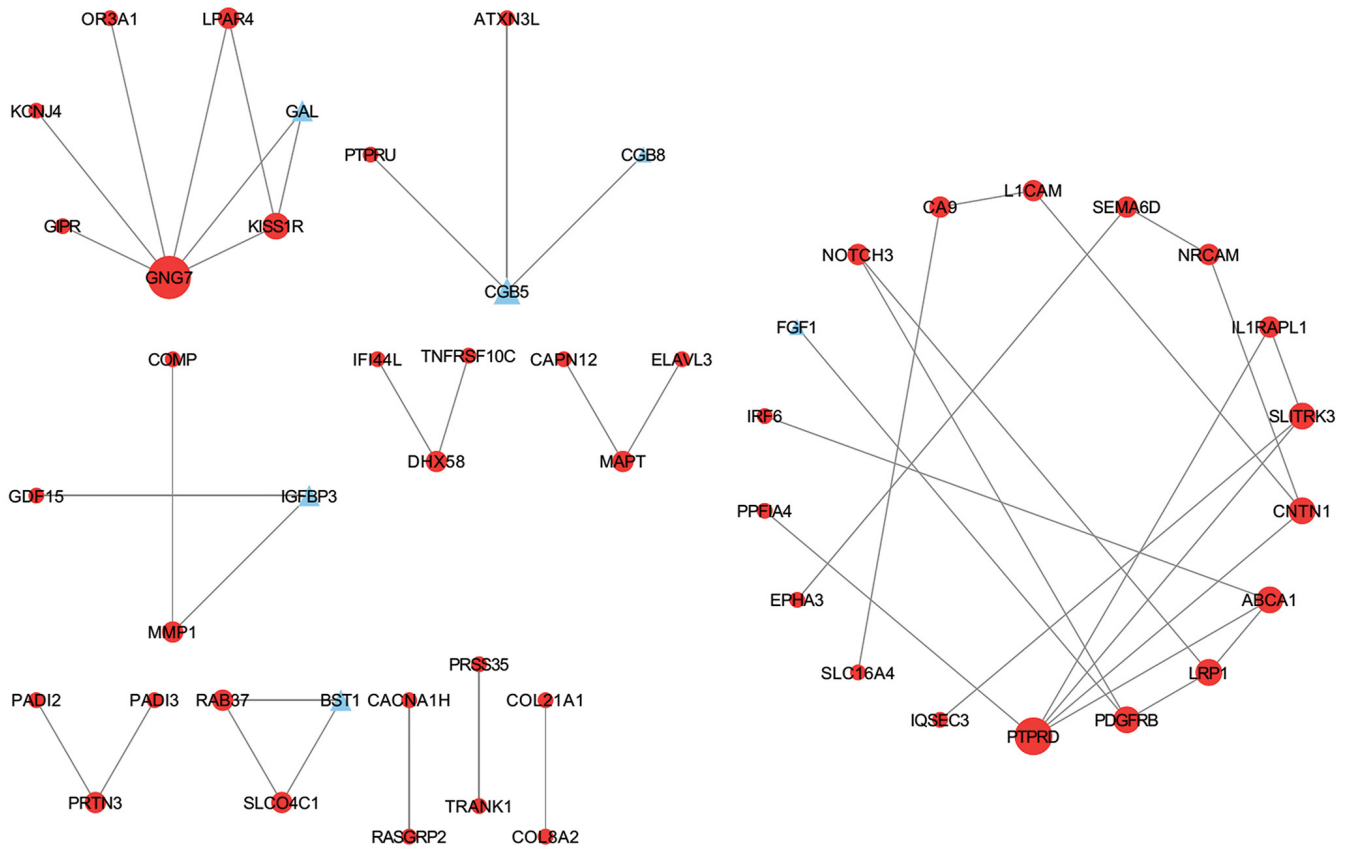 OR3A1
LPAR4
KCNJ4
GAL
GIPR
KISS1R
GNG7
ATXN3L
PTPRU
CGB8
CGB5
COMP
GDF15
IGFBP3
MMP1
IFI44L
TNFRSF10C
DHX58
CAPN12
ELAVL3
MAPT
PADI2
PADI3
PRTN3
RAB37
BST1
SLCO4C1
CACNA1H
RASGRP2
PRSS35
TRANK1
COL21A1
COL8A2
L1CAM
CA9
SEMA6D
NOTCH3
NRCAM
FGF1
IL1RAPL1
IRF6
SLITRK3
PPFIA4
CNTN1
EPHA3
ABCA1
SLC16A4
LRP1
IQSEC3
PDGFRB
PTPRD